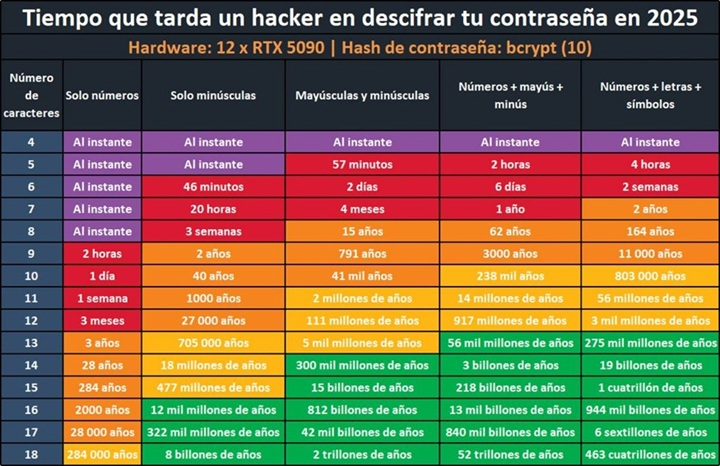 Tiempo que tarda un hacker en descifrar tu contraseña en 2025
Hardware: 12 x RTX 5090 | Hash de contraseña: bcrypt (10)
Número de caracteres Solo números Solo minúsculas Mayúsculas y minúsculas Números + mayús + minús Números + letras + símbolos
4 Al instante Al instante Al instante Al instante Al instante
5 Al instante Al instante 57 minutos 2 horas 4 horas
6 Al instante 46 minutos 2 días 6 días 2 semanas
7 Al instante 20 horas 4 meses 1 año 2 años
8 Al instante 3 semanas 15 años 62 años 164 años
9 2 horas 2 años 791 años 3000 años 11 000 años
10 1 día 40 años 41 mil años 238 mil años 803 000 años
11 1 semana 1000 años 2 millones de años 14 millones de años 56 millones de años
12 3 meses 27 000 años 111 millones de años 917 millones de años 3 mil millones de años
13 3 años 705 000 años 5 mil millones de años 56 mil millones de años 275 mil millones de años
14 28 años 18 millones de años 300 mil millones de años 3 billones de años 19 billones de años
15 284 años 477 millones de años 15 billones de años 218 billones de años 1 cuatrillón de años
16 2000 años 12 mil millones de años 812 billones de años 13 mil billones de años 944 mil billones de años
17 28 000 años 322 mil millones de años 42 mil billones de años 840 mil billones de años 6 sextillones de años
18 284 000 años 8 billones de años 2 trillones de años 52 trillones de años 463 cuatrillones de años